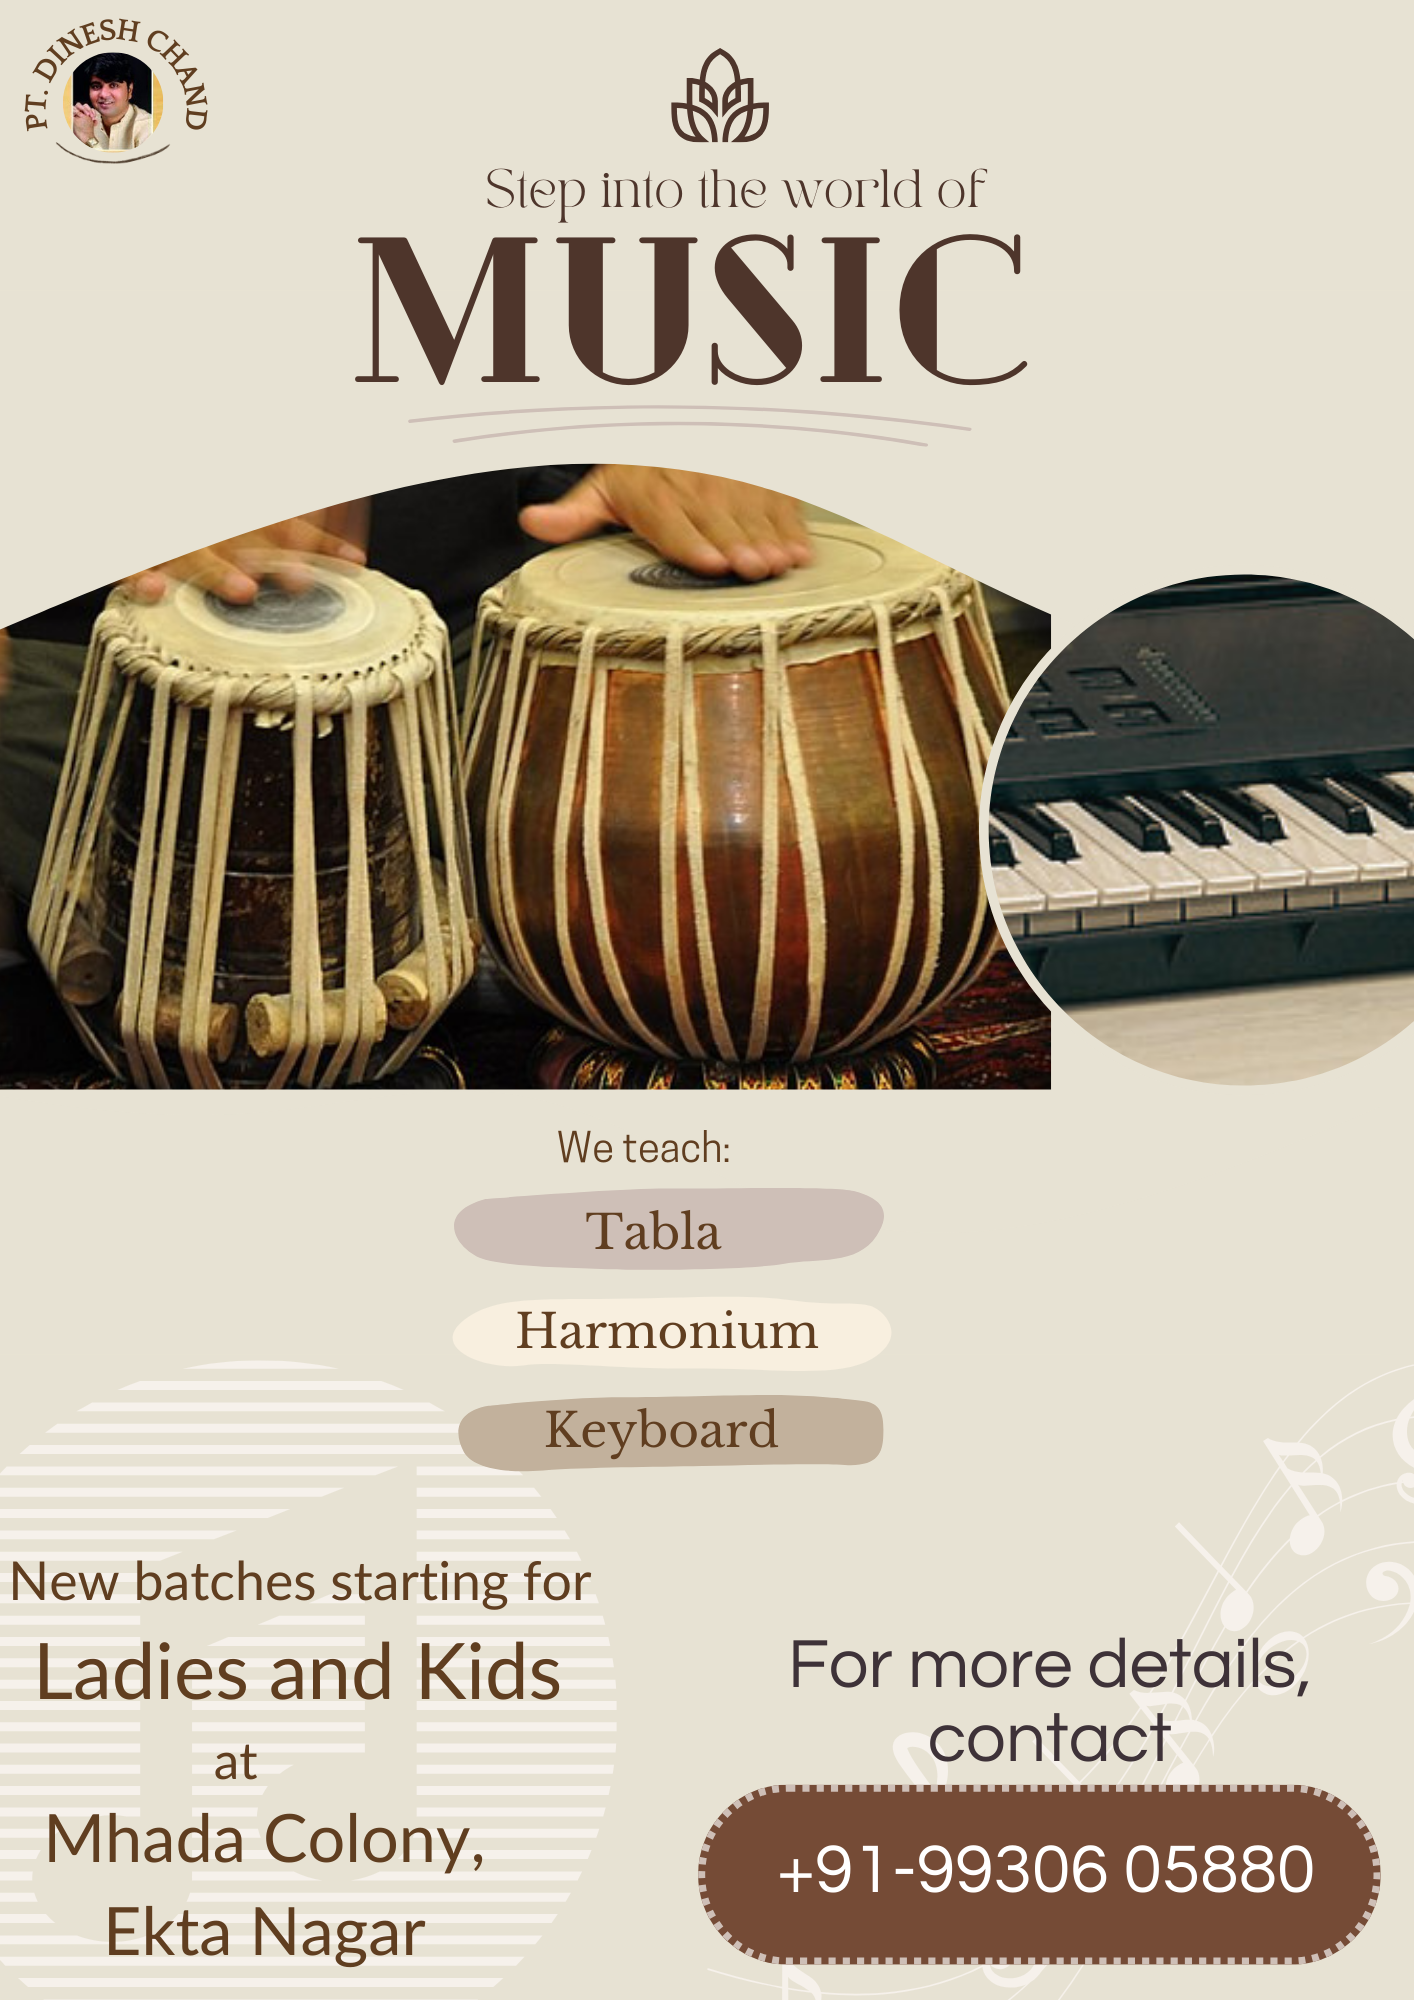 PT. DINESH CHAND
Step into the world of
MUSIC
We teach:
Tabla
Harmonium
Keyboard
New batches starting for
Ladies and Kids
at
Mhada Colony,
Ekta Nagar
For more details,
contact
+91-99306 05880